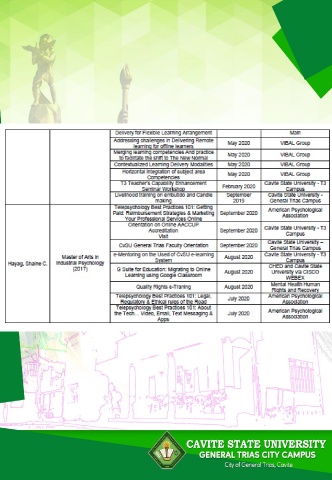 Delivery for Flexible Learning Arrangement Main
Addressing challenges in Delivering Remote
learning for offline learners May 2020 VIBAL Group
Merging learning competencies And practice
to facilitate the shift to The New Normal May 2020 VIBAL Group
Contextualized Learning Delivery Modalities May 2020 VIBAL Group
Horizontal Integration of subject area
Competencies May 2020 VIBAL Group
T3 Teacher's Capability Enhancement
Seminar Workshop February 2020 Cavite State University - T3
Campus
Livelihood training on embutido and Candle
making September
2019 Cavite State University -
General Trias Campus
Hayag, Shaine C. Master of Arts in
Industrial Psychology
(2017)
Telepsychology Best Practices 101: Getting
Paid: Reimbursement Strategies & Marketing
Your Professional Services Online September 2020 American Psychological
Association
Orientation on Online AACCUP
Accreditation
Visit September 2020 Cavite State University - T3
Campus
CvSU General Trias Faculty Orientation September 2020 Cavite State University –
General Trias Campus
e-Mentoring on the Used of CvSU e-learning
System August 2020 Cavite State University - T3
Campus
G Suite for Education: Migrating to Online
Learning using Google Classroom August 2020 CHED and Cavite State
University via CISCO
WEBEX
Quality Rights e-Training August 2020 Mental Health Human
Rights and Recovery
Telepsychology Best Practices 101: Legal,
Regulatory & Ethical rules of the Road July 2020 American Psychological
Association
Telepsychology Best Practices 101: About
the Tech... Video, Email, Text Messaging &
Apps July 2020 American Psychological
Association
CAVITE STATE UNIVERSITY
GENERAL TRIAS CITY CAMPUS
City of General Trias, Cavite